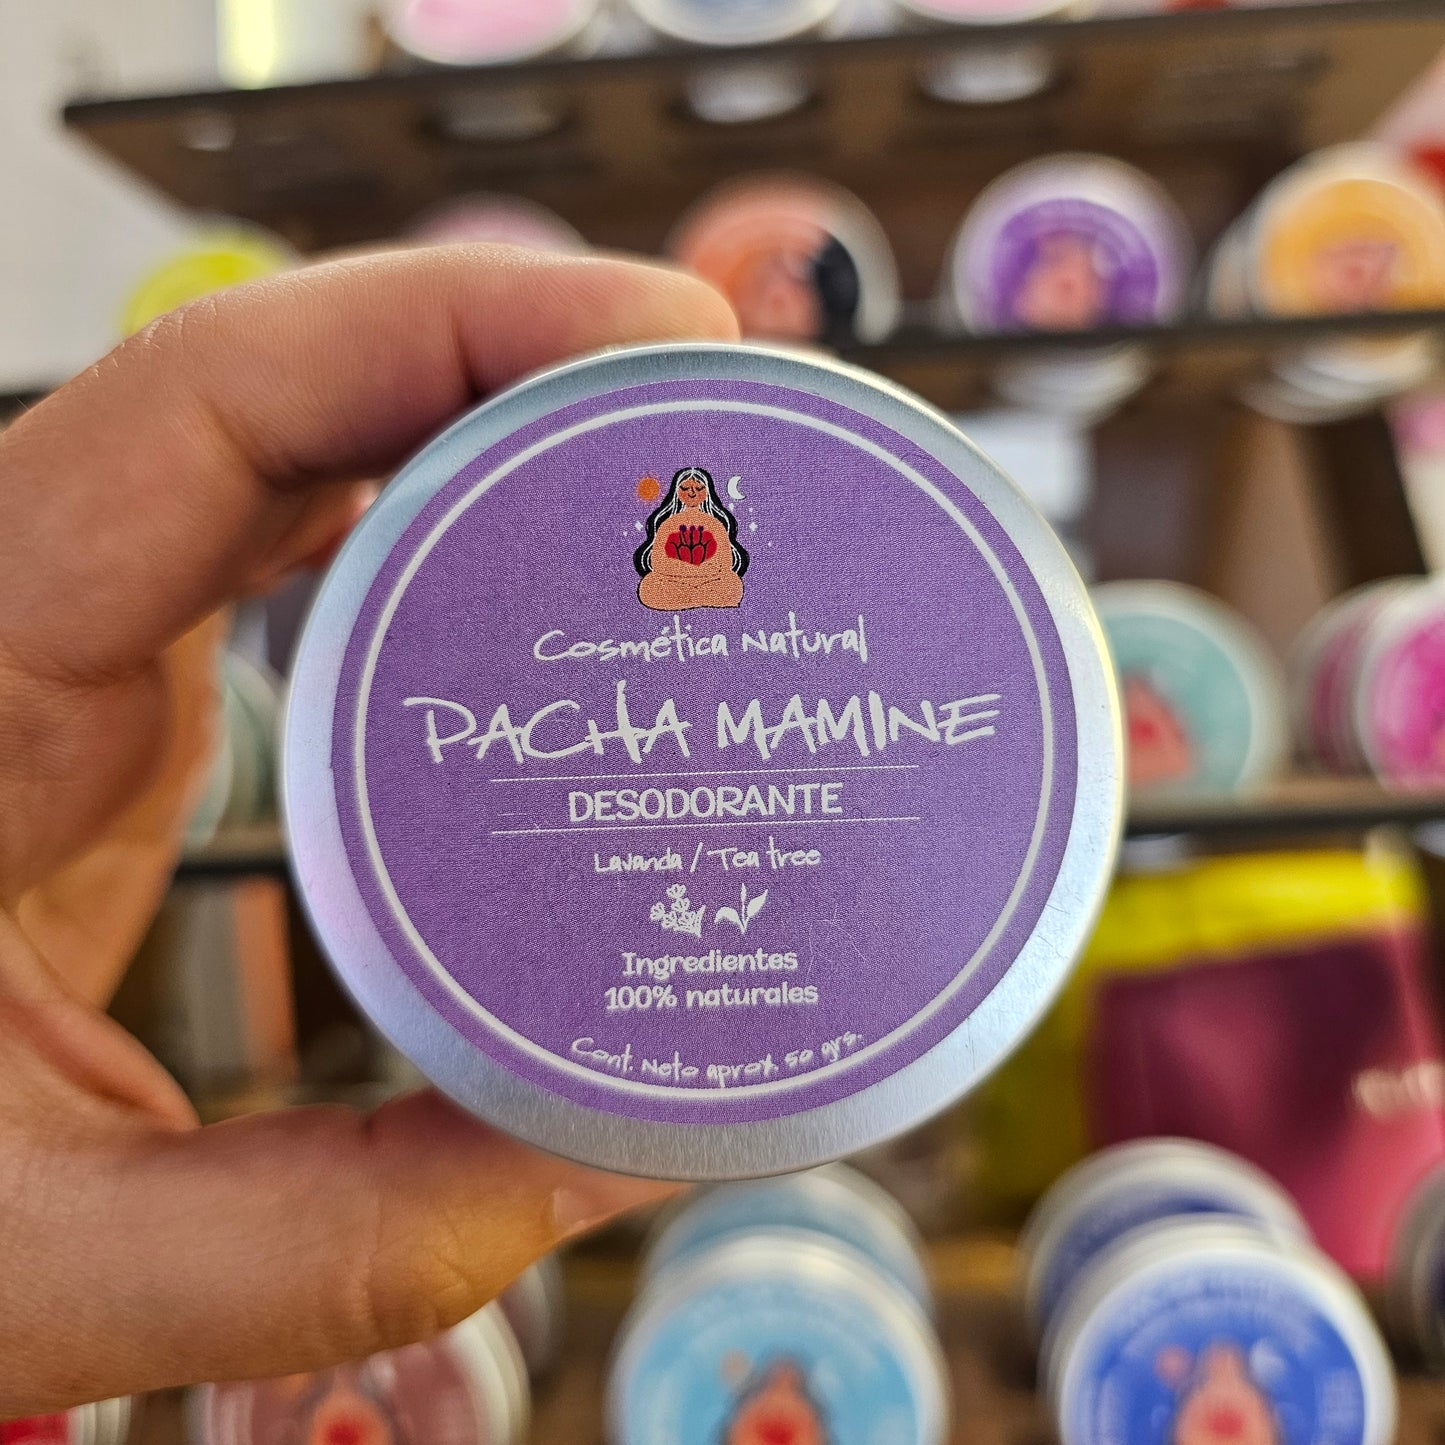 Cosmética Natural
PACHA MAMINE
DESODORANTE
Lavanda / Tea tree
Ingredientes
100% naturales
Cont. Neto aprox. 50 grs.